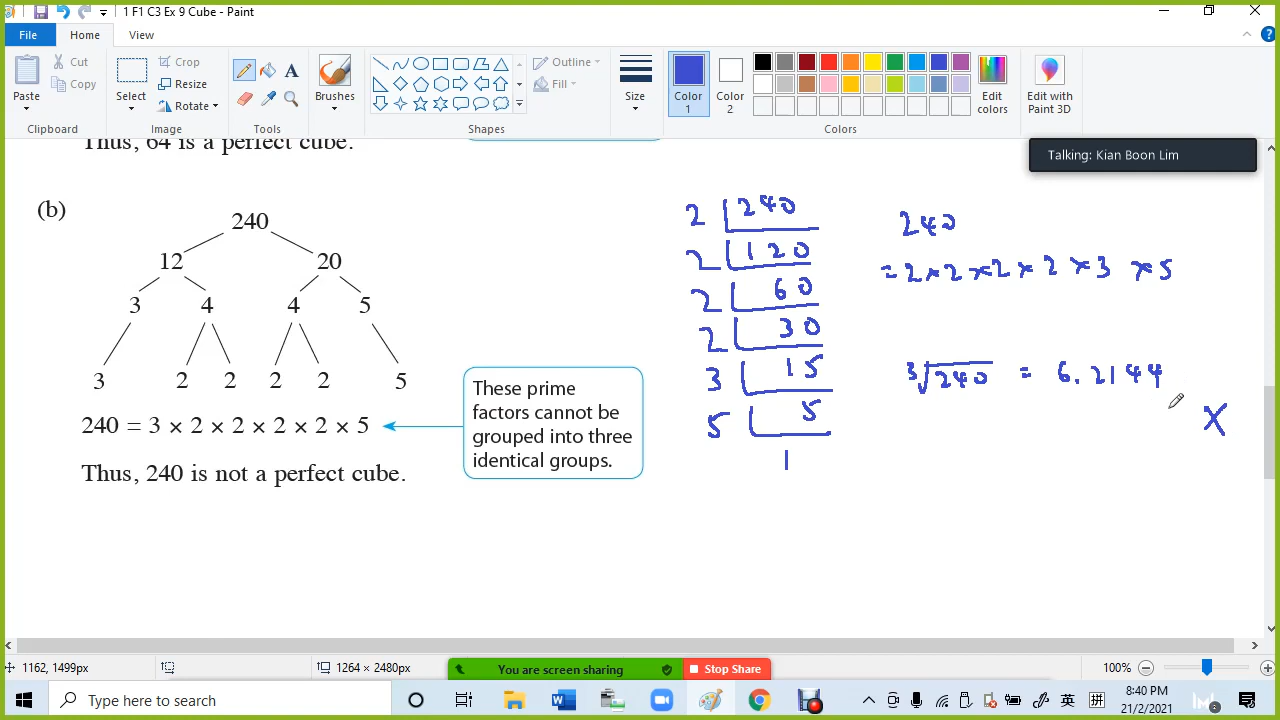 1 F1 C3 Ex 9 Cube - Paint
File Home View
Paste Cut Copy Clipboard
Select Crop Resize Rotate Image
Tools
Brushes
Outline Fill Shapes
Size
Color 1 Color 2 Edit colors Colors
Edit with Paint 3D
Thus, 64 is a perfect cube.
Talking: Kian Boon Lim
(b)
240
12 20
3 4 4 5
3 2 2 2 2 5
240 = 3 × 2 × 2 × 2 × 2 × 5
These prime
factors cannot be
grouped into three
identical groups.
Thus, 240 is not a perfect cube.
2 240
2 120
2 60
2 30
3 15
5 5
1
240
= 2 × 2 × 2 × 2 × 3 × 5
∛240 = 6.2144
X
1162, 1499px
1264 × 2480px
You are screen sharing
Stop Share
100%
Type here to search
英 拼
8:40 PM
21/2/2021
2